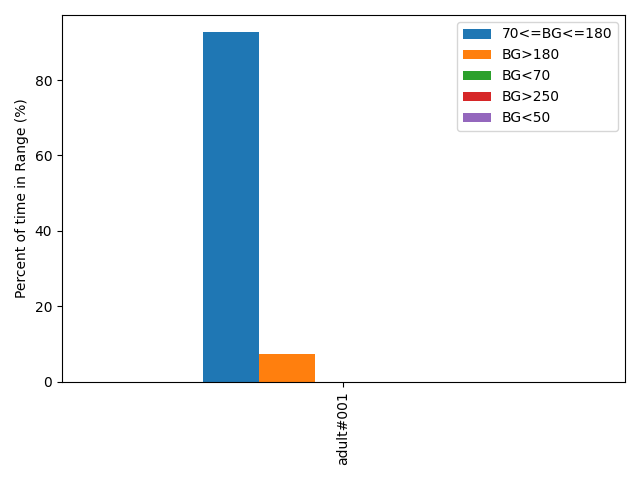 70<=BG<=180
BG>180
BG<70
BG>250
BG<50
Percent of time in Range (%)
80
60
40
20
0
adult#001